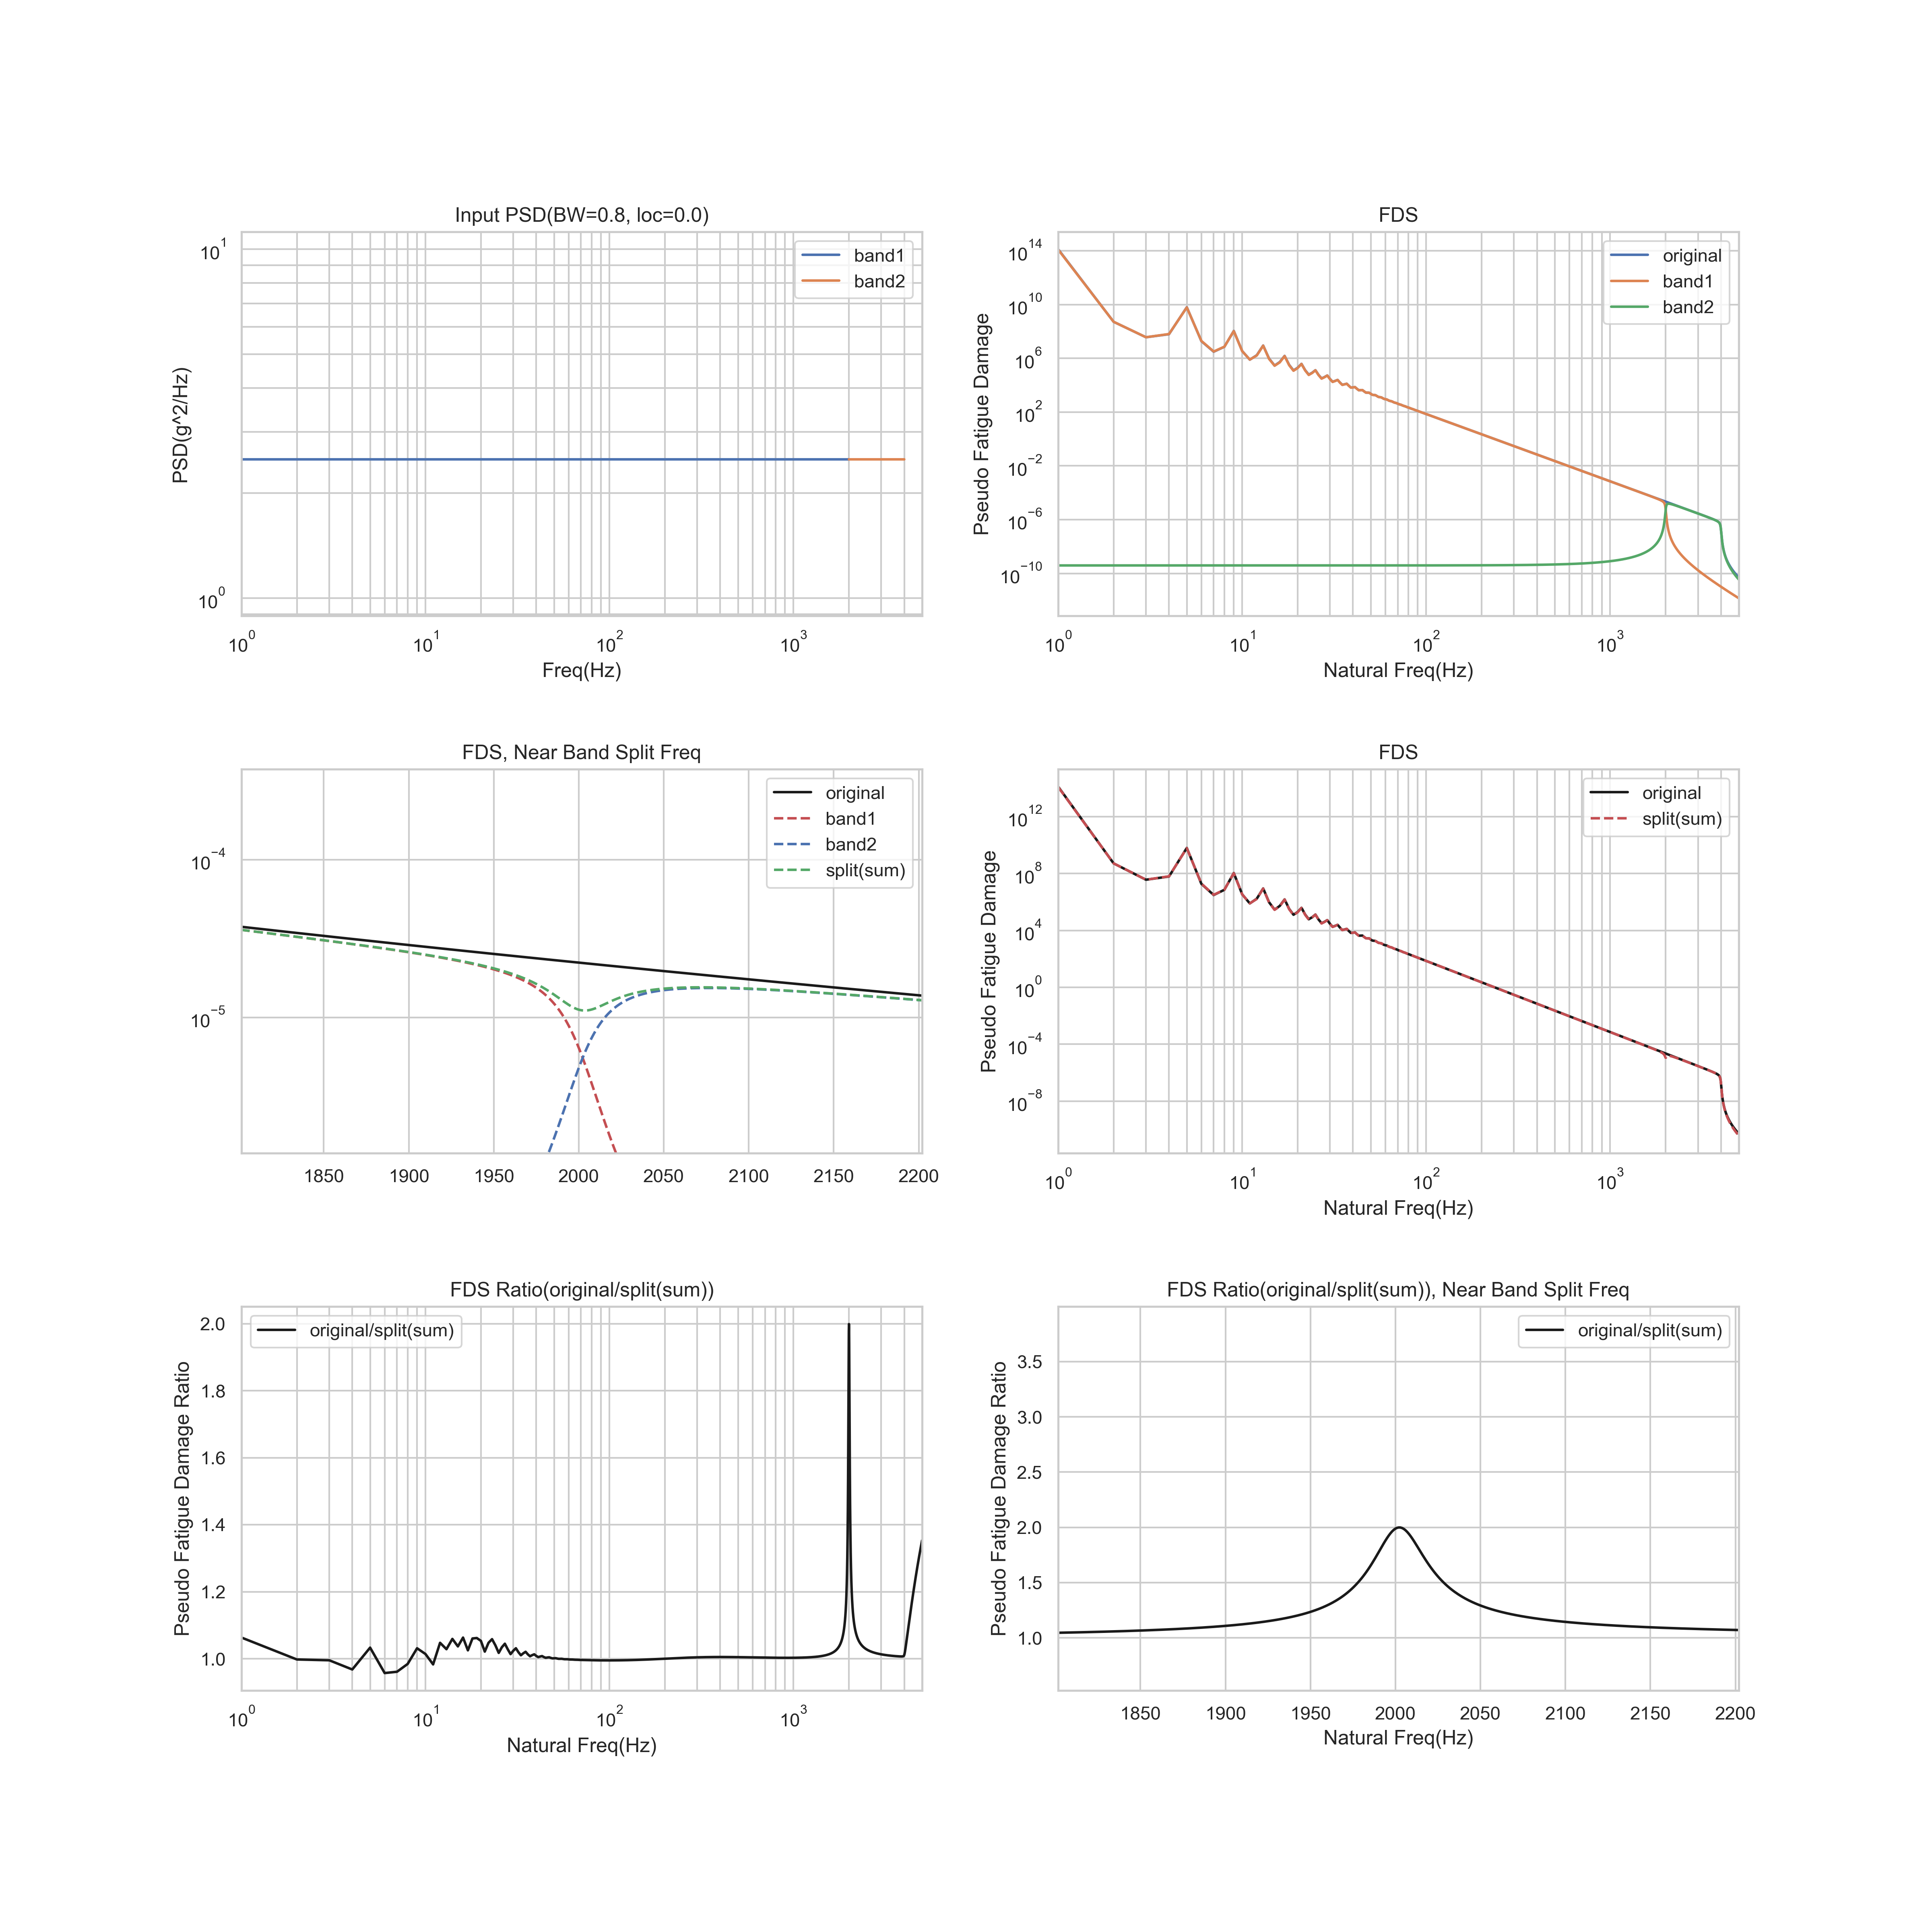 Input PSD(BW=0.8, loc=0.0)
PSD(g^2/Hz)
10^1
10^0
band1
band2
10^0 10^1 10^2 10^3
Freq(Hz)
FDS
Pseudo Fatigue Damage
10^14
10^10
10^6
10^2
10^−2
10^−6
10^−10
original
band1
band2
10^0 10^1 10^2 10^3
Natural Freq(Hz)
FDS, Near Band Split Freq
10^−4
10^−5
original
band1
band2
split(sum)
1850 1900 1950 2000 2050 2100 2150 2200
FDS
Pseudo Fatigue Damage
10^12
10^8
10^4
10^0
10^−4
10^−8
original
split(sum)
10^0 10^1 10^2 10^3
Natural Freq(Hz)
FDS Ratio(original/split(sum))
Pseudo Fatigue Damage Ratio
2.0
1.8
1.6
1.4
1.2
1.0
original/split(sum)
10^0 10^1 10^2 10^3
Natural Freq(Hz)
FDS Ratio(original/split(sum)), Near Band Split Freq
Pseudo Fatigue Damage Ratio
3.5
3.0
2.5
2.0
1.5
1.0
original/split(sum)
1850 1900 1950 2000 2050 2100 2150 2200
Natural Freq(Hz)